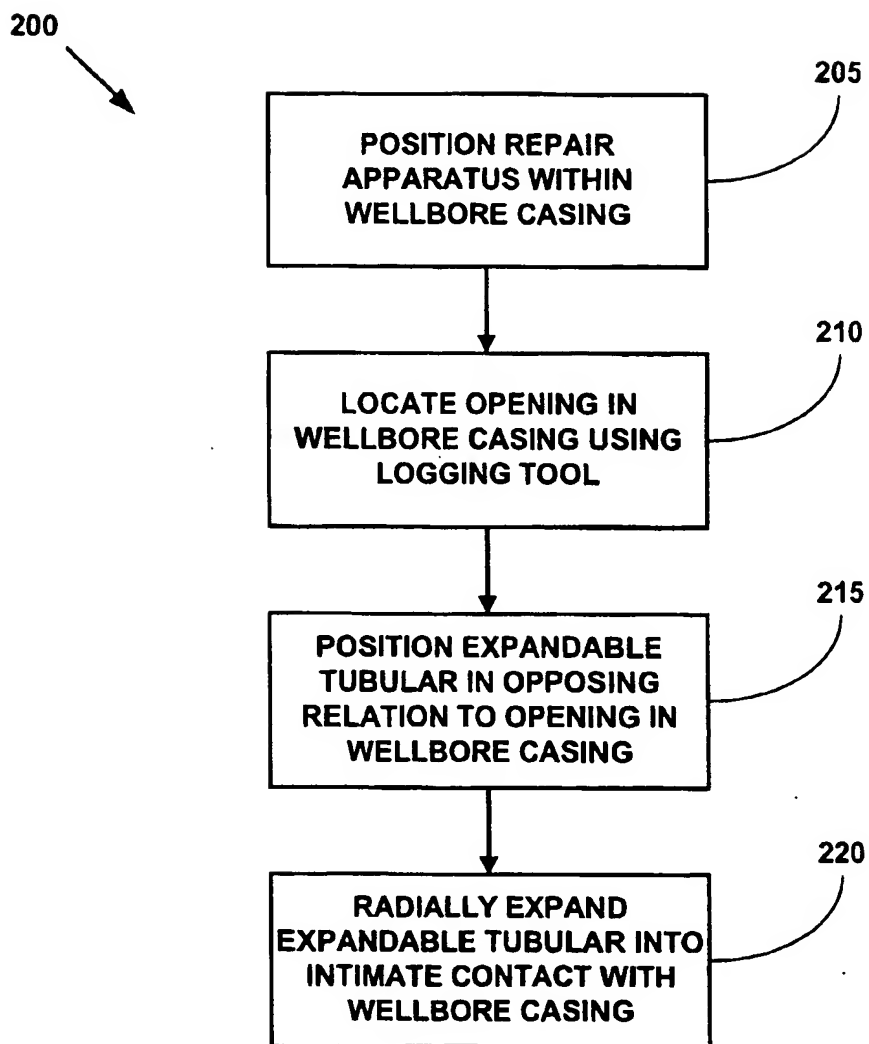 200
205
POSITION REPAIR
APPARATUS WITHIN
WELLBORE CASING
210
LOCATE OPENING IN
WELLBORE CASING USING
LOGGING TOOL
215
POSITION EXPANDABLE
TUBULAR IN OPPOSING
RELATION TO OPENING IN
WELLBORE CASING
220
RADIALLY EXPAND
EXPANDABLE TUBULAR INTO
INTIMATE CONTACT WITH
WELLBORE CASING